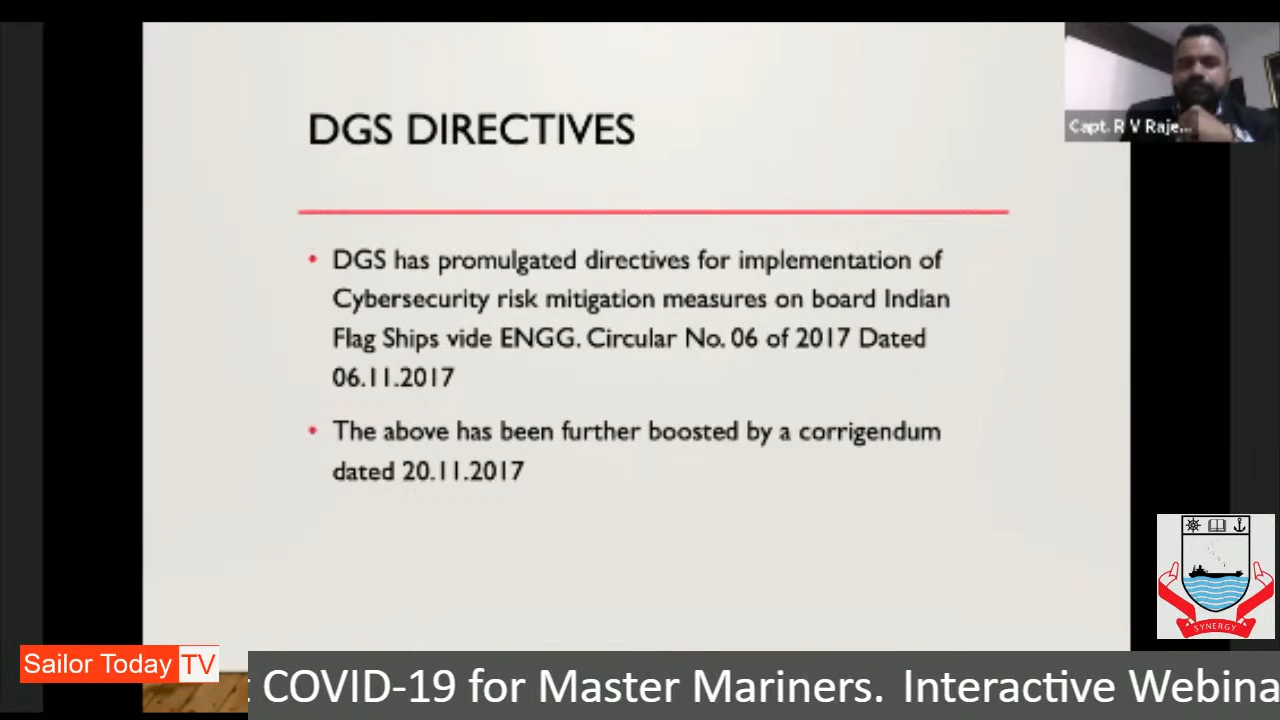 DGS DIRECTIVES
Capt. R V Raje...
• DGS has promulgated directives for implementation of
Cybersecurity risk mitigation measures on board Indian
Flag Ships vide ENGG. Circular No. 06 of 2017 Dated
06.11.2017
• The above has been further boosted by a corrigendum
dated 20.11.2017
SYNERGY
Sailor Today TV
COVID-19 for Master Mariners. Interactive Webina